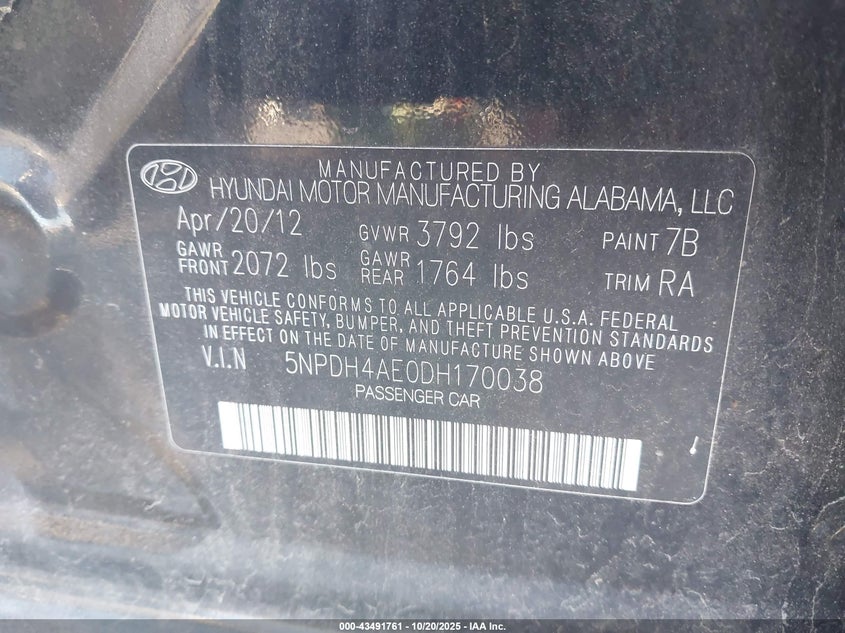 MANUFACTURED BY
HYUNDAI MOTOR MANUFACTURING ALABAMA, LLC
Apr/20/12 GVWR 3792 lbs PAINT 7B
GAWR FRONT 2072 lbs GAWR REAR 1764 lbs TRIM RA
THIS VEHICLE CONFORMS TO ALL APPLICABLE U.S.A. FEDERAL
MOTOR VEHICLE SAFETY, BUMPER, AND THEFT PREVENTION STANDARDS
IN EFFECT ON THE DATE OF MANUFACTURE SHOWN ABOVE
V.I.N 5NPDH4AE0DH170038
PASSENGER CAR
000-43491761 - 10/20/2025 - IAA Inc.